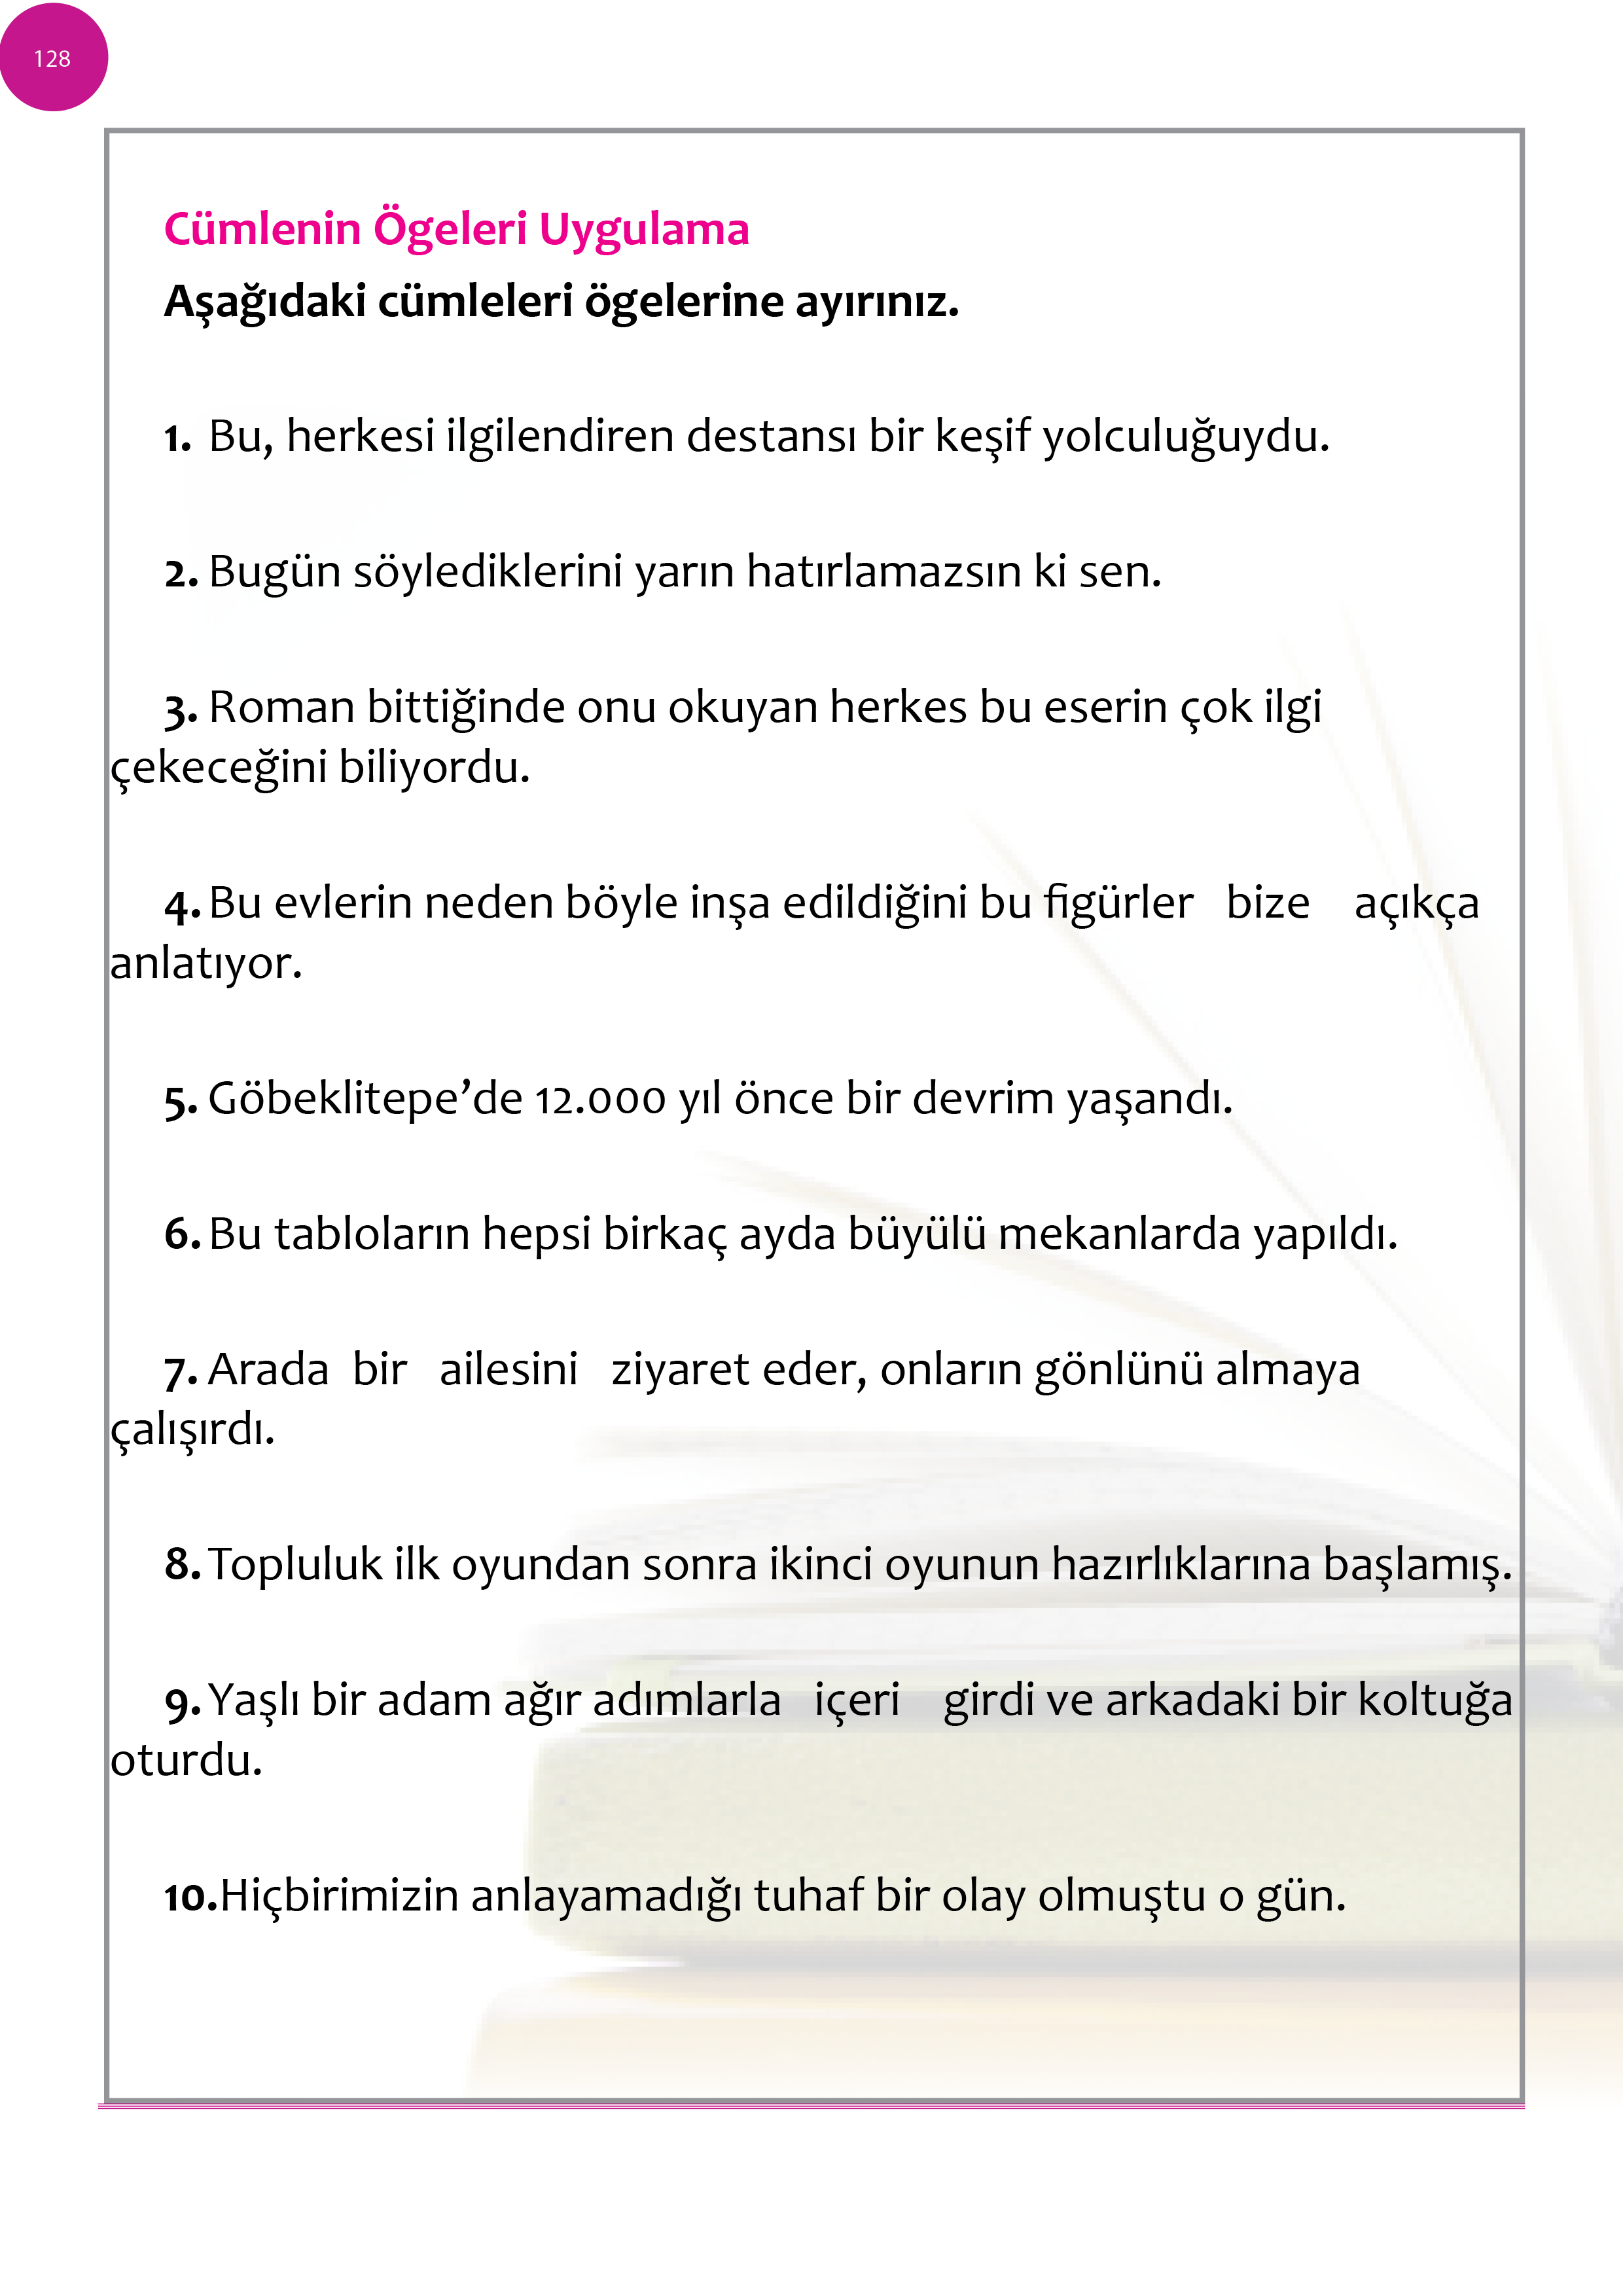 128
Cümlenin Ögeleri Uygulama
Aşağıdaki cümleleri ögelerine ayırınız.
1. Bu, herkesi ilgilendiren destansı bir keşif yolculuğuydu.
2. Bugün söylediklerini yarın hatırlamazsın ki sen.
3. Roman bittiğinde onu okuyan herkes bu eserin çok ilgi
çekeceğini biliyordu.
4. Bu evlerin neden böyle inşa edildiğini bu figürler bize açıkça
anlatıyor.
5. Göbeklitepe’de 12.000 yıl önce bir devrim yaşandı.
6. Bu tabloların hepsi birkaç ayda büyülü mekanlarda yapıldı.
7. Arada bir ailesini ziyaret eder, onların gönlünü almaya
çalışırdı.
8. Topluluk ilk oyundan sonra ikinci oyunun hazırlıklarına başlamış.
9. Yaşlı bir adam ağır adımlarla içeri girdi ve arkadaki bir koltuğa
oturdu.
10.Hiçbirimizin anlayamadığı tuhaf bir olay olmuştu o gün.